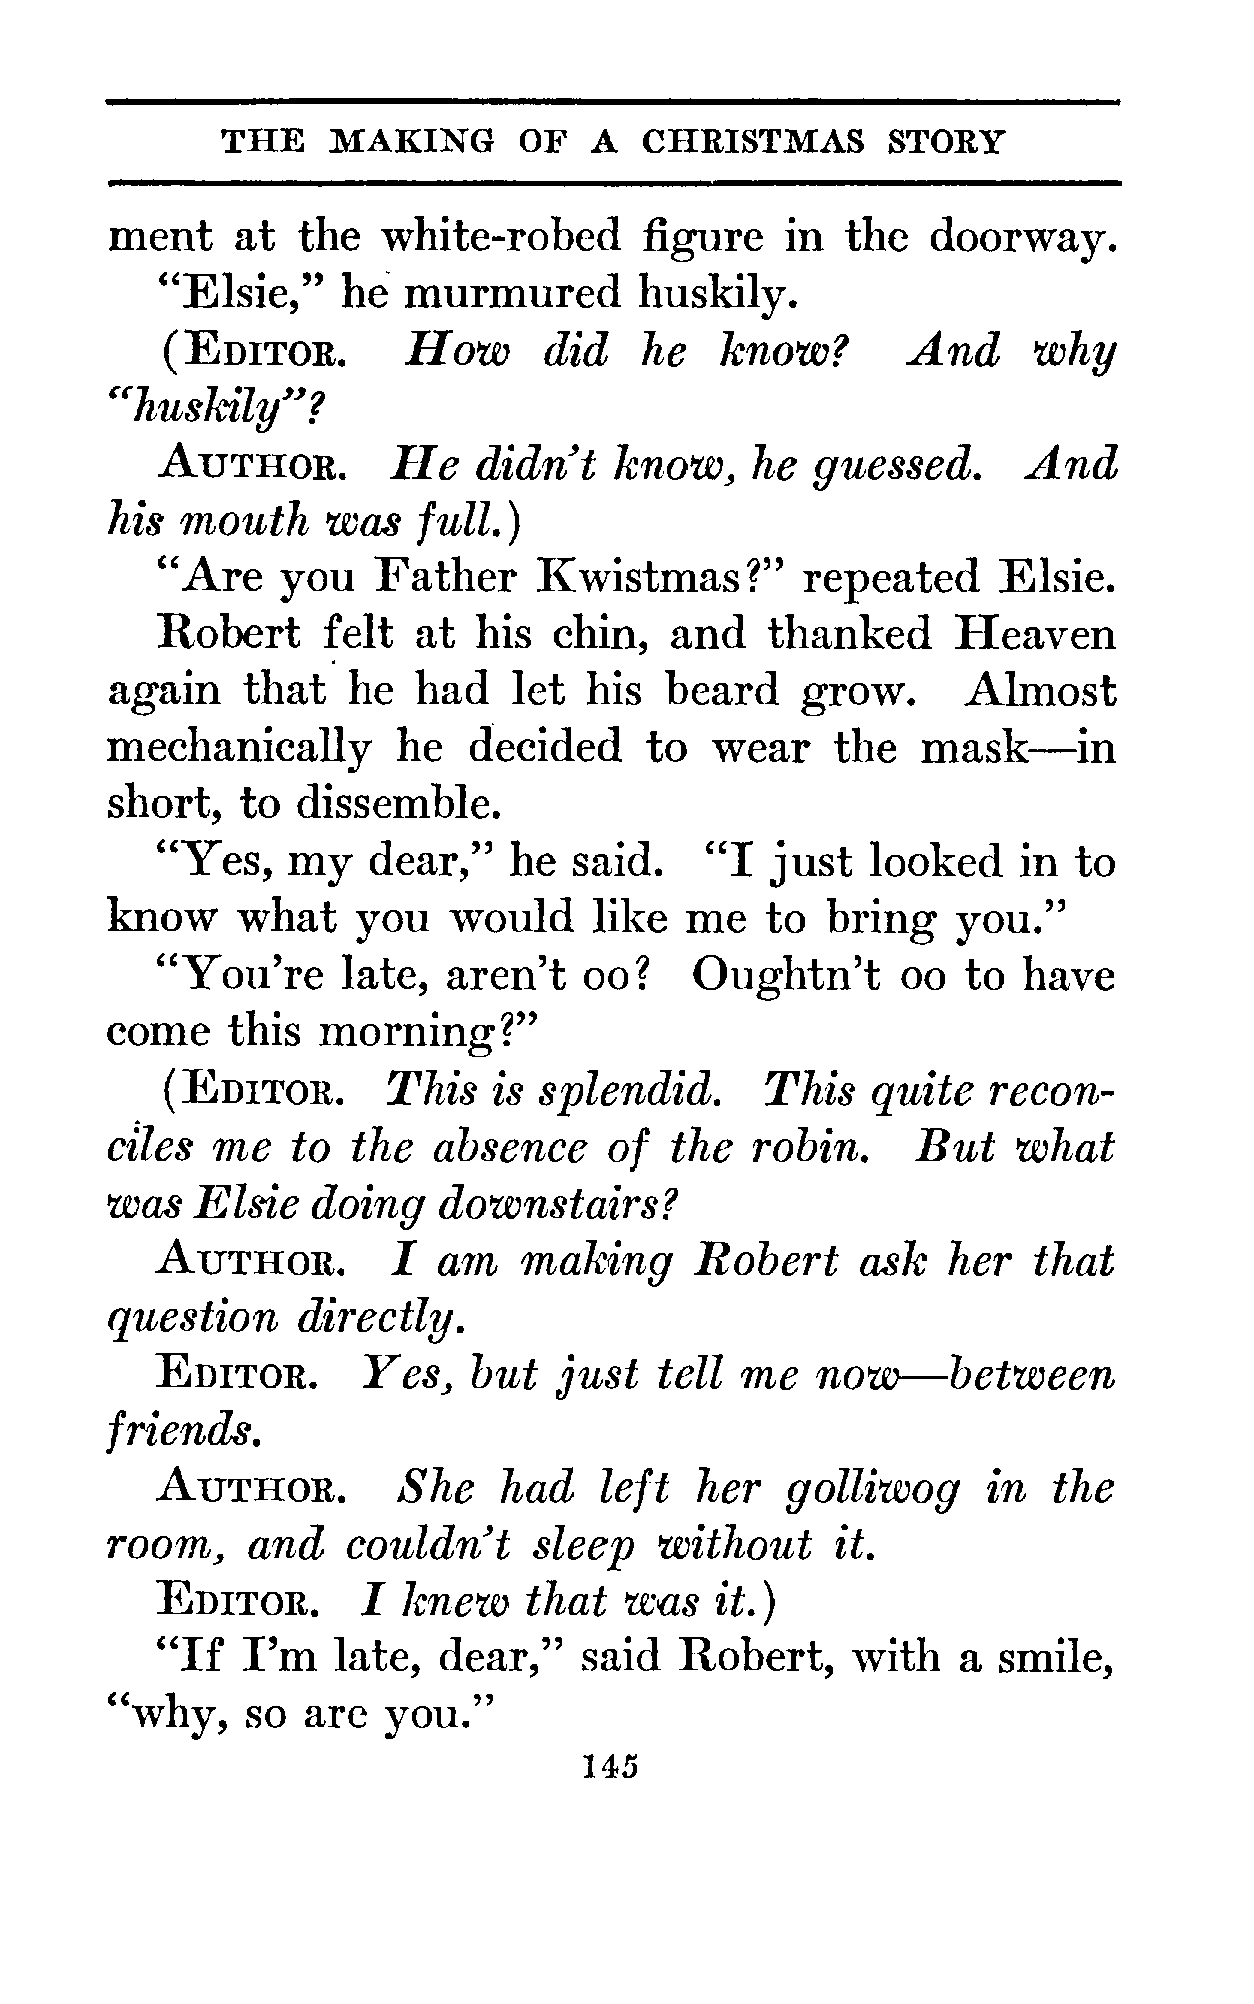 THE MAKING OF A CHRISTMAS STORY
ment at the white-robed figure in the doorway.
"Elsie," he murmured huskily.
(EDITOR. How did he know? And why
"huskily"?
AUTHOR. He didn't know, he guessed. And
his mouth was full.)
"Are you Father Kwistmas?" repeated Elsie.
Robert felt at his chin, and thanked Heaven
again that he had let his beard grow. Almost
mechanically he decided to wear the mask—in
short, to dissemble.
"Yes, my dear," he said. "I just looked in to
know what you would like me to bring you."
"You're late, aren't oo? Oughtn't oo to have
come this morning?"
(EDITOR. This is splendid. This quite recon-
ciles me to the absence of the robin. But what
was Elsie doing downstairs?
AUTHOR. I am making Robert ask her that
question directly.
EDITOR. Yes, but just tell me now—between
friends.
AUTHOR. She had left her golliwog in the
room, and couldn't sleep without it.
EDITOR. I knew that was it.)
"If I'm late, dear," said Robert, with a smile,
"why, so are you."
145